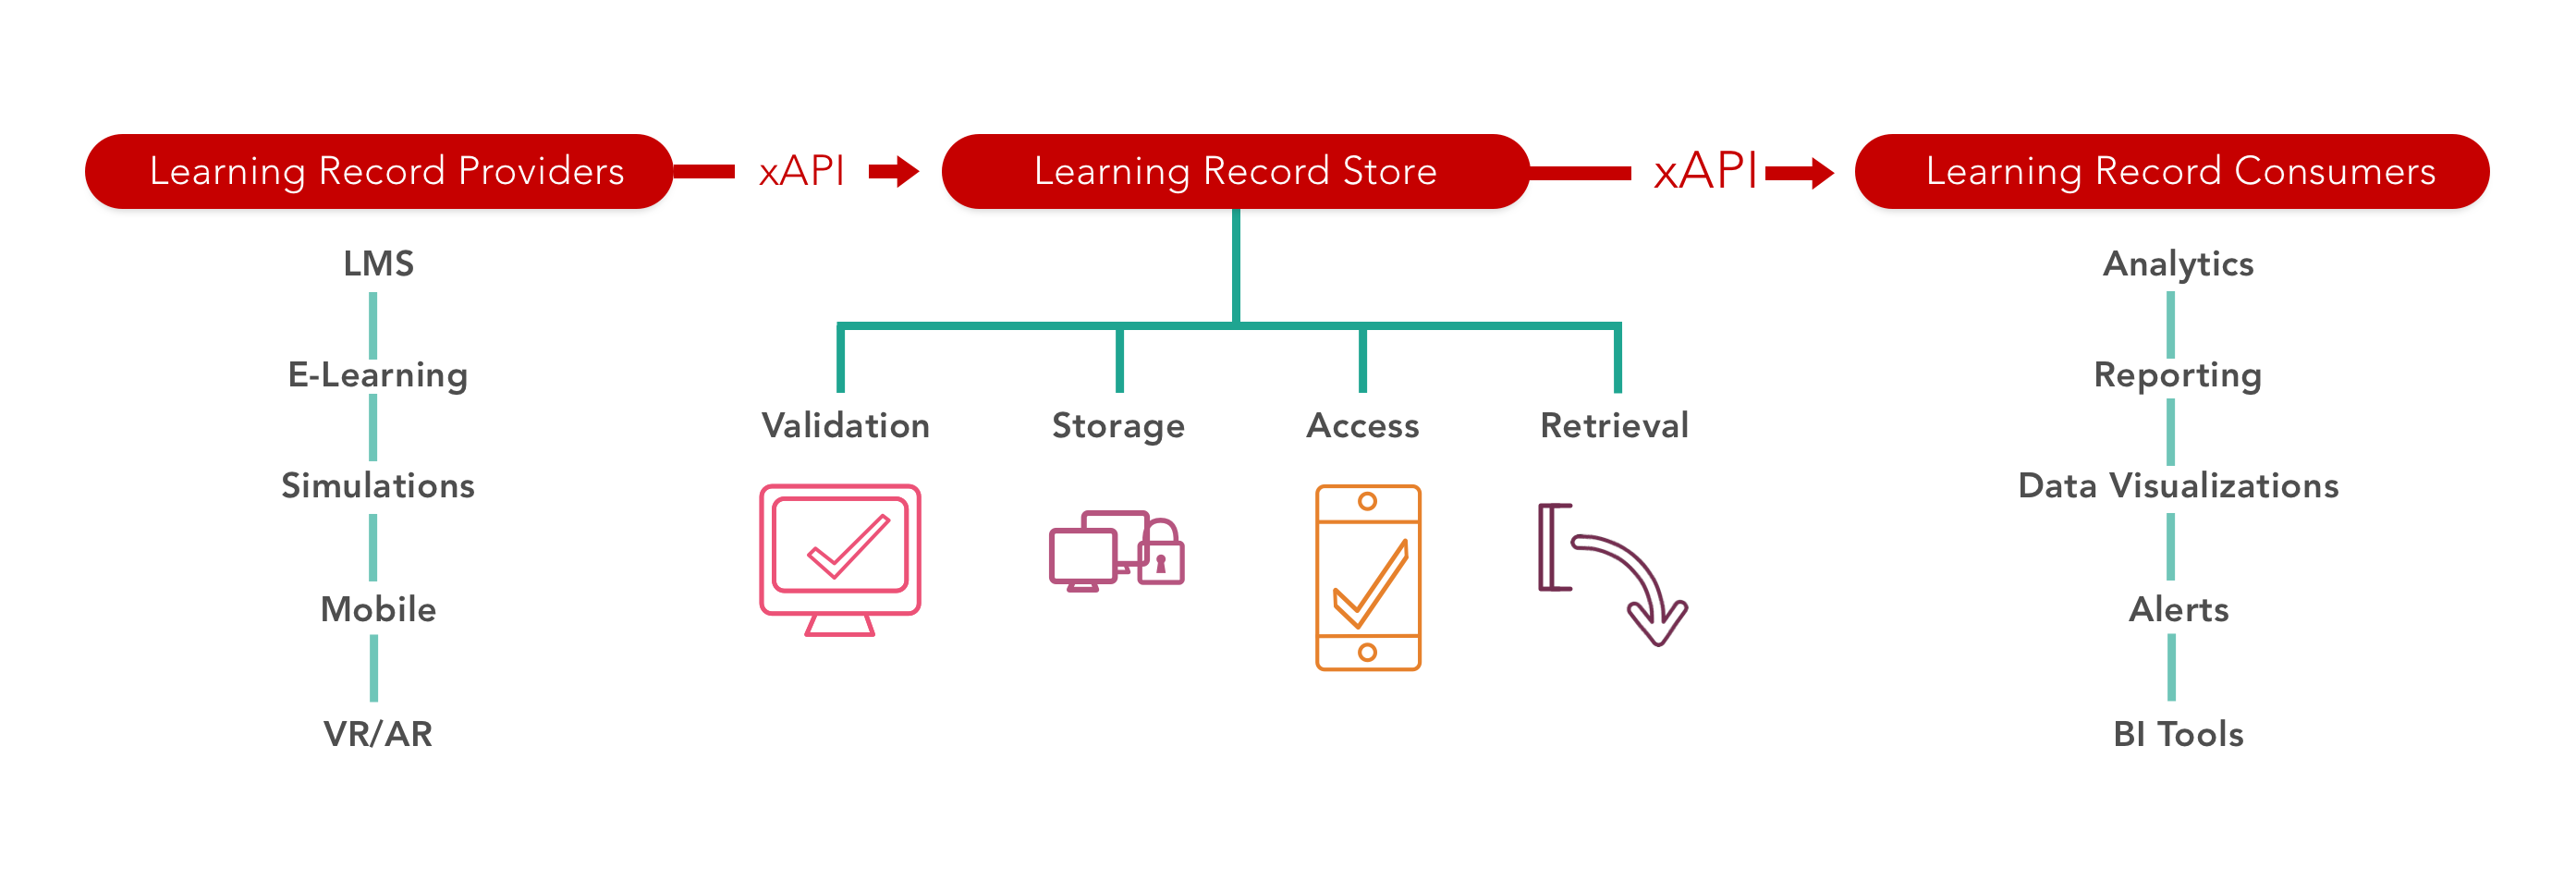 Learning Record Providers
xAPI
Learning Record Store
xAPI
Learning Record Consumers
LMS
E-Learning
Simulations
Mobile
VR/AR
Validation
Storage
Access
Retrieval
Analytics
Reporting
Data Visualizations
Alerts
BI Tools